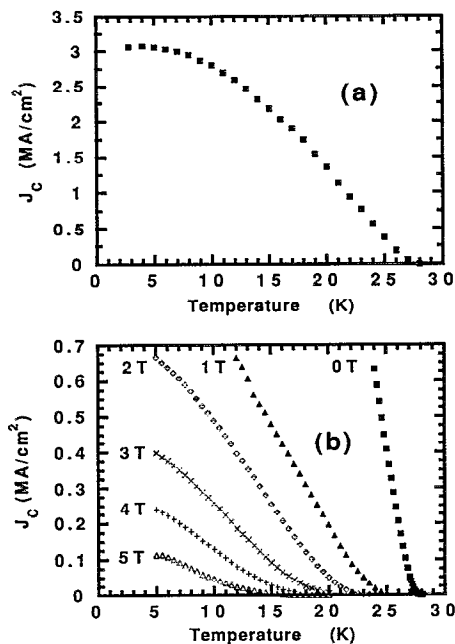 3.5
3
2.5
2
1.5
1
0.5
0
J_C (MA/cm²)
(a)
0 5 10 15 20 25 30
Temperature (K)
0.7
0.6
0.5
0.4
0.3
0.2
0.1
0
J_C (MA/cm²)
2 T 1 T 0 T
(b)
3 T
4 T
5 T
0 5 10 15 20 25 30
Temperature (K)